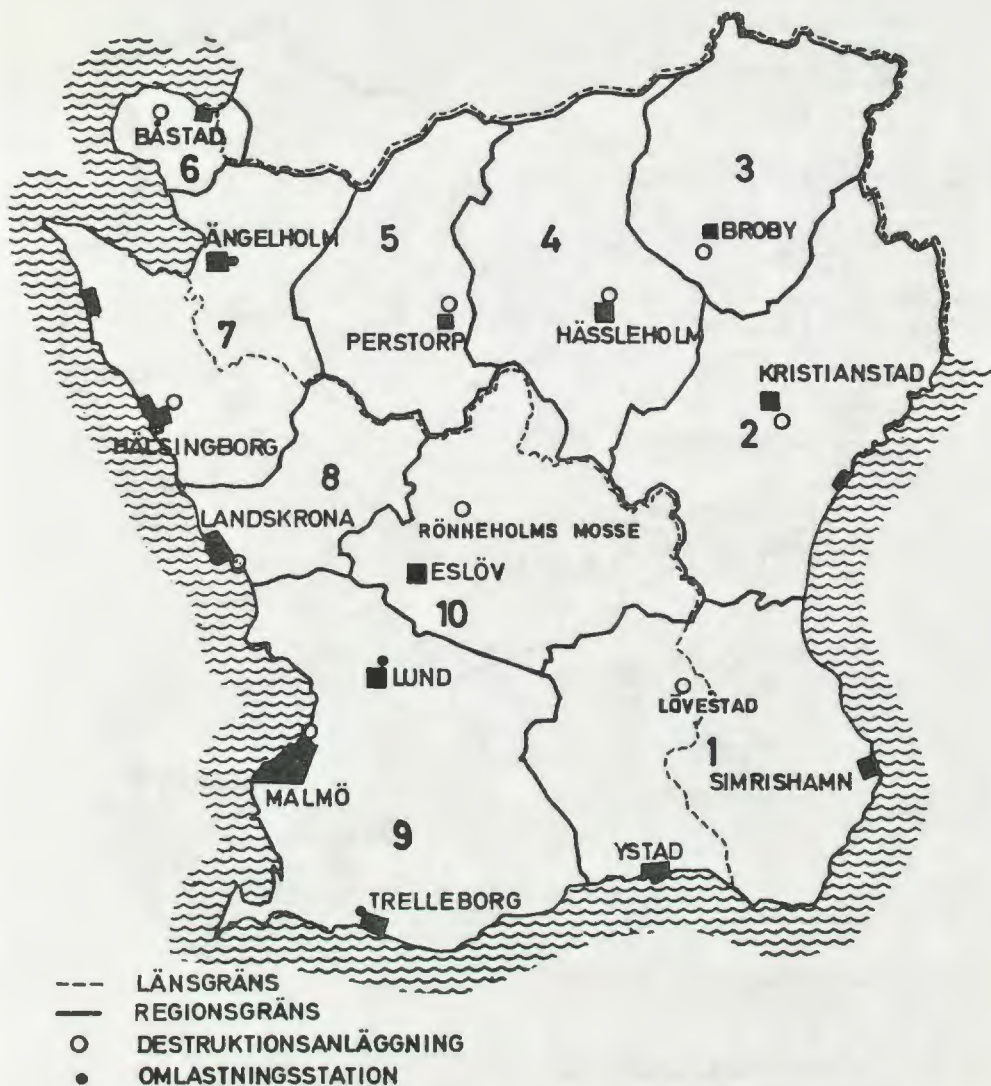 BÅSTAD
6
3
ÄNGELHOLM
5
4
BROBY
7
PERSTORP
HÄSSLEHOLM
KRISTIANSTAD
2
HÄLSINGBORG
8
LANDSKRONA
RÖNNEHOLMS MOSSE
ESLÖV
10
LUND
LÖVESTAD
1
SIMRISHAMN
MALMÖ
9
YSTAD
TRELLEBORG
LÄNSGRÄNS
REGIONSGRÄNS
DESTRUKTIONSANLÄGGNING
OMLASTNINGSSTATION